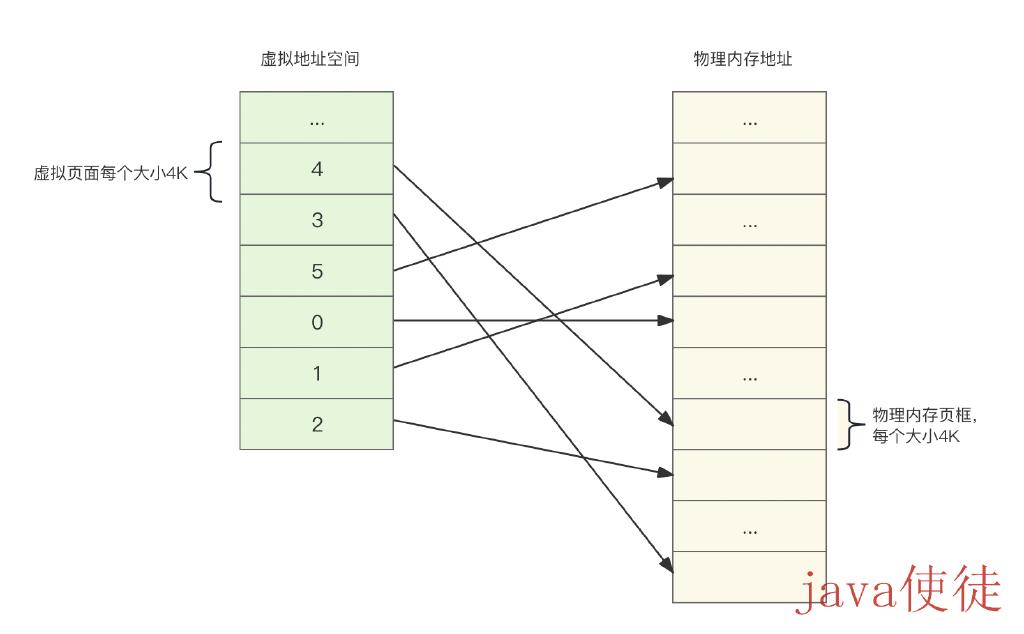 虚拟地址空间
物理内存地址
...
4
3
5
0
1
2
虚拟页面每个大小4K
...
...
...
...
物理内存页框，
每个大小4K
java使徒